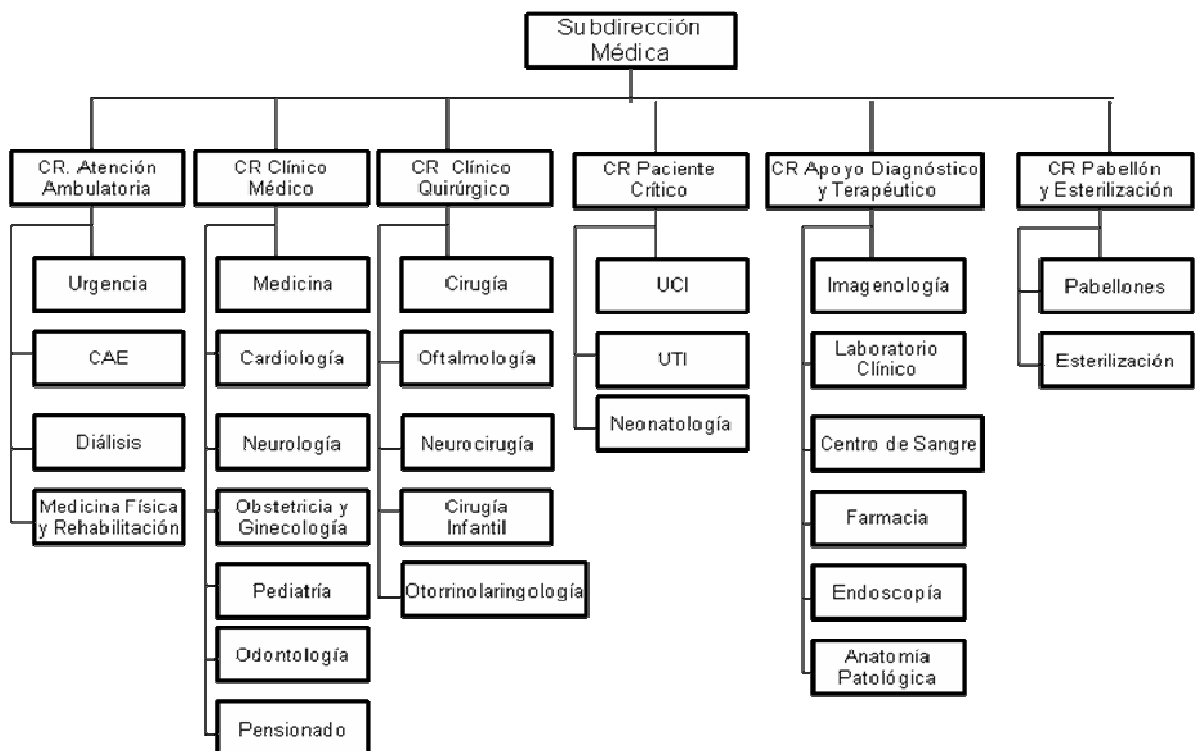 Subdirección
Médica
CR. Atención
Ambulatoria
CR Clínico
Médico
CR Clínico
Quirúrgico
CR Paciente
Crítico
CR Apoyo Diagnóstico
y Terapéutico
CR Pabellón
y Esterilización
Urgencia
CAE
Diálisis
Medicina Física
y Rehabilitación
Medicina
Cardiología
Neurología
Obstetricia y
Ginecología
Pediatría
Odontología
Pensionado
Cirugía
Oftalmología
Neurocirugía
Cirugía
Infantil
Otorrinolaringología
UCI
UTI
Neonatología
Imagenología
Laboratorio
Clínico
Centro de Sangre
Farmacia
Endoscopía
Anatomía
Patológica
Pabellones
Esterilización